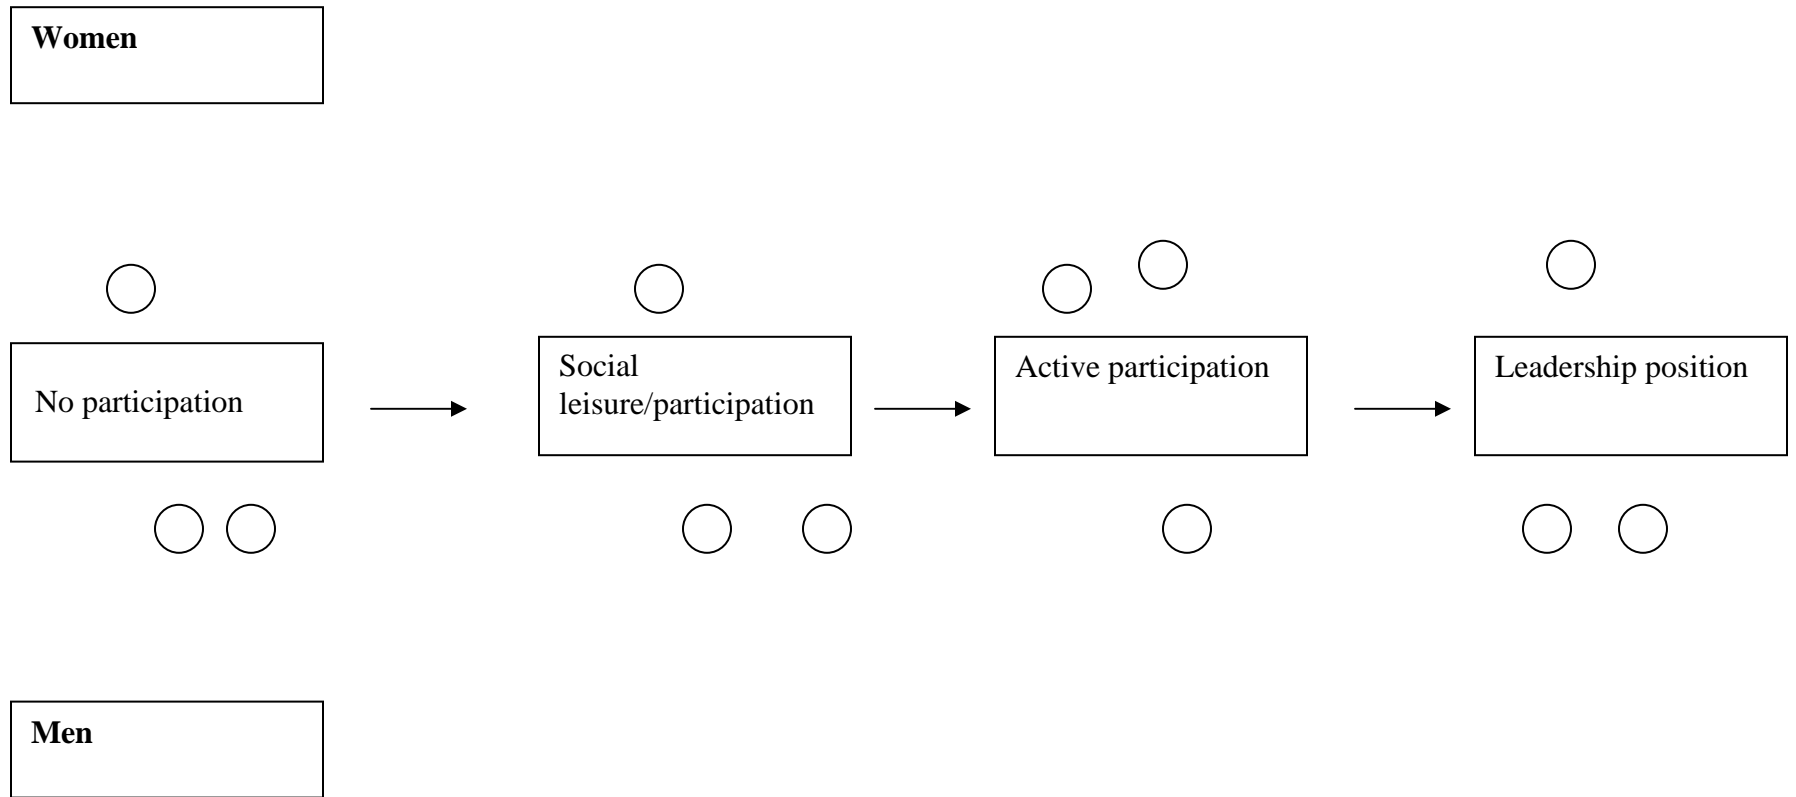 Women
No participation
Social
leisure/participation
Active participation
Leadership position
Men